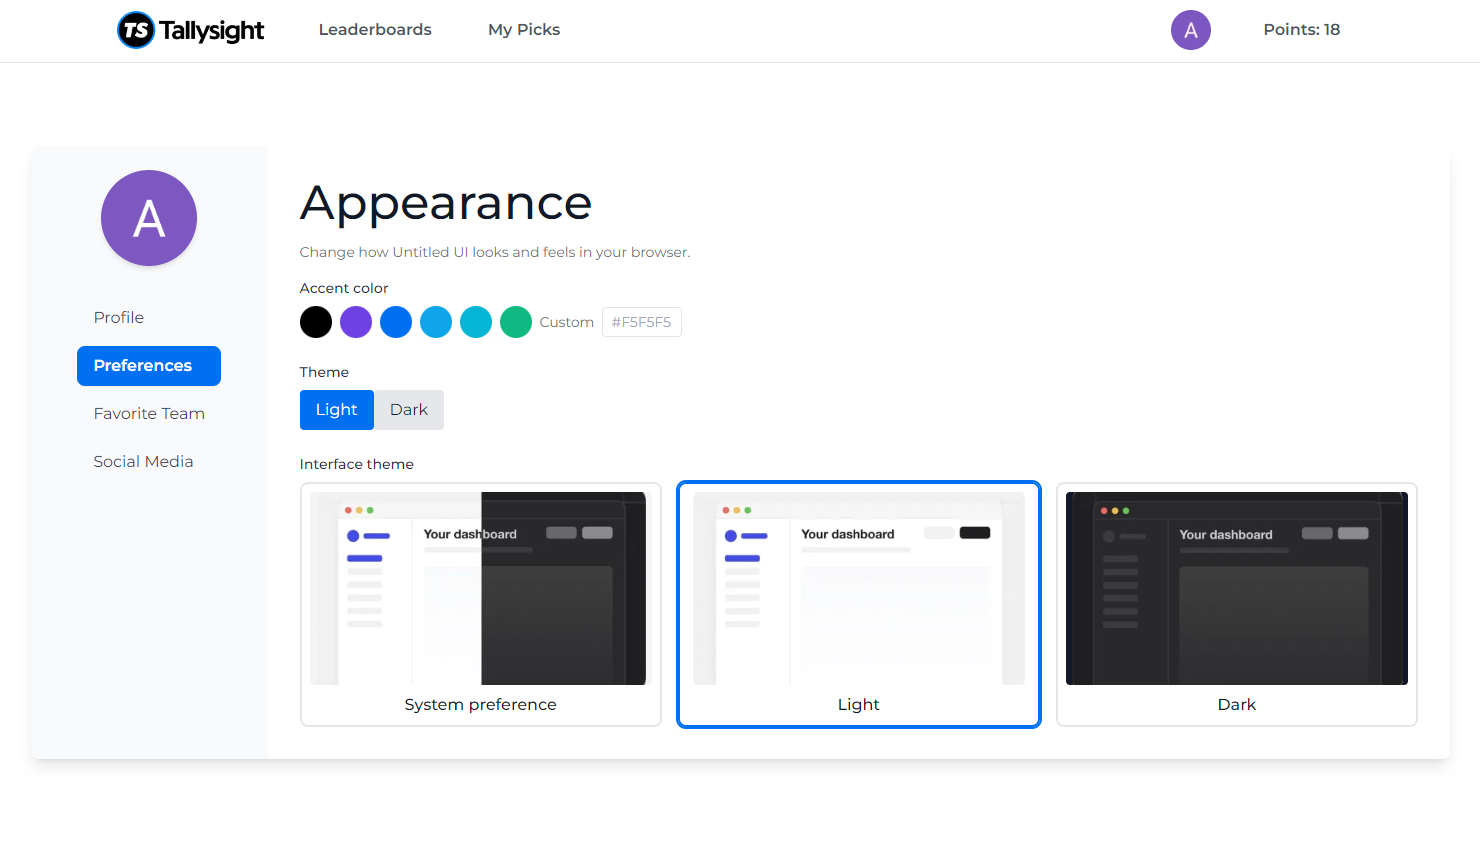 TS Tallysight
Leaderboards
My Picks
A
Points: 18
A
Profile
Preferences
Favorite Team
Social Media
Appearance
Change how Untitled UI looks and feels in your browser.
Accent color
Custom
#F5F5F5
Theme
Light
Dark
Interface theme
Your dashboard
System preference
Your dashboard
Light
Your dashboard
Dark